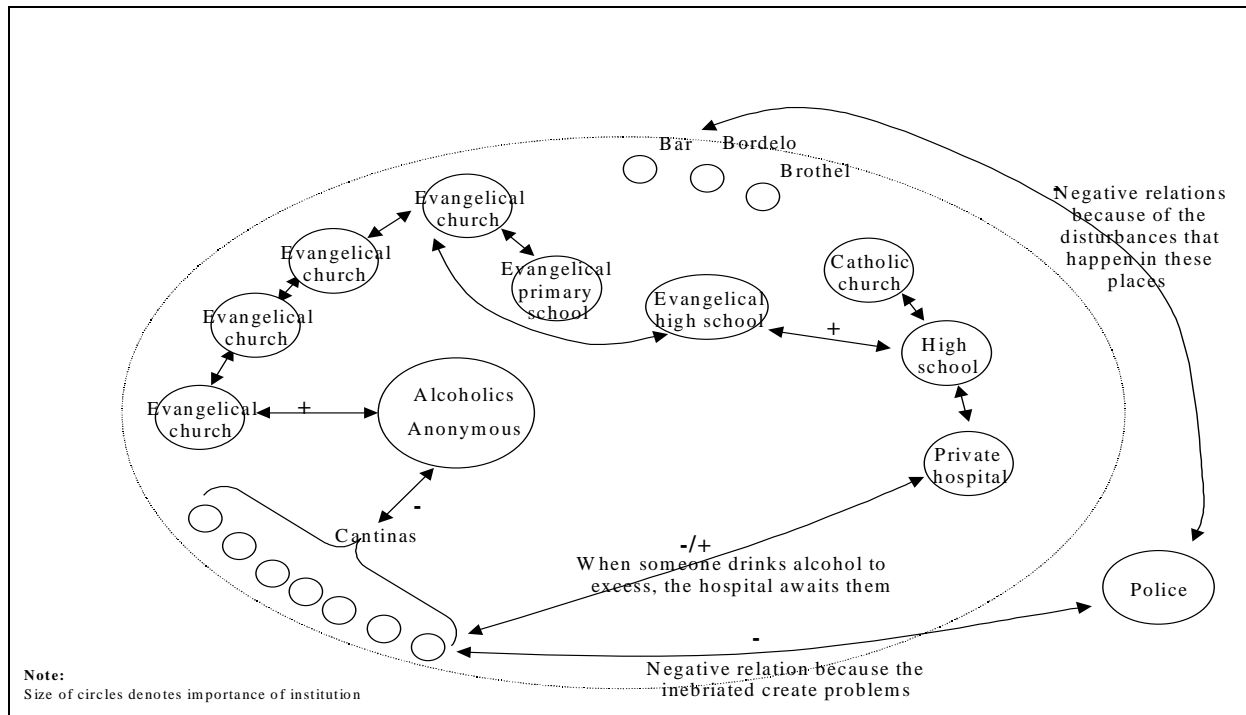 Bar
Bordelo
Brothel
-
Negative relations
because of the
disturbances that
happen in these
places
Evangelical
church
Evangelical
church
Evangelical
primary
school
Catholic
church
Evangelical
high school
+
Evangelical
church
High
school
Evangelical
church
+
Alcoholics
Anonymous
Private
hospital
-
Cantinas
-/+
When someone drinks alcohol to
excess, the hospital awaits them
Police
-
Negative relation because the
inebriated create problems
Note:
Size of circles denotes importance of institution